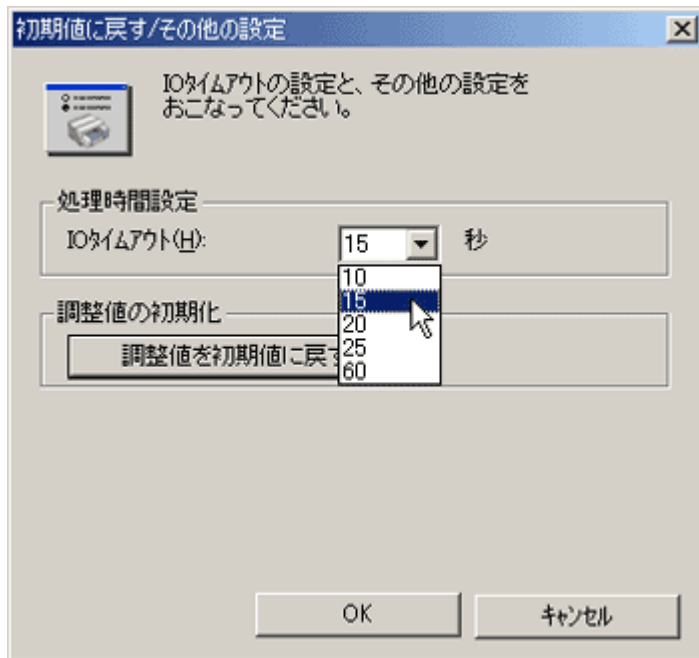 初期値に戻す/その他の設定
IOﾀｲﾑｱｳﾄの設定と、その他の設定を
おこなってください。
処理時間設定
IOﾀｲﾑｱｳﾄ(H):
15
秒
10
15
20
25
60
調整値の初期化
調整値を初期値に戻す
OK
ｷｬﾝｾﾙ